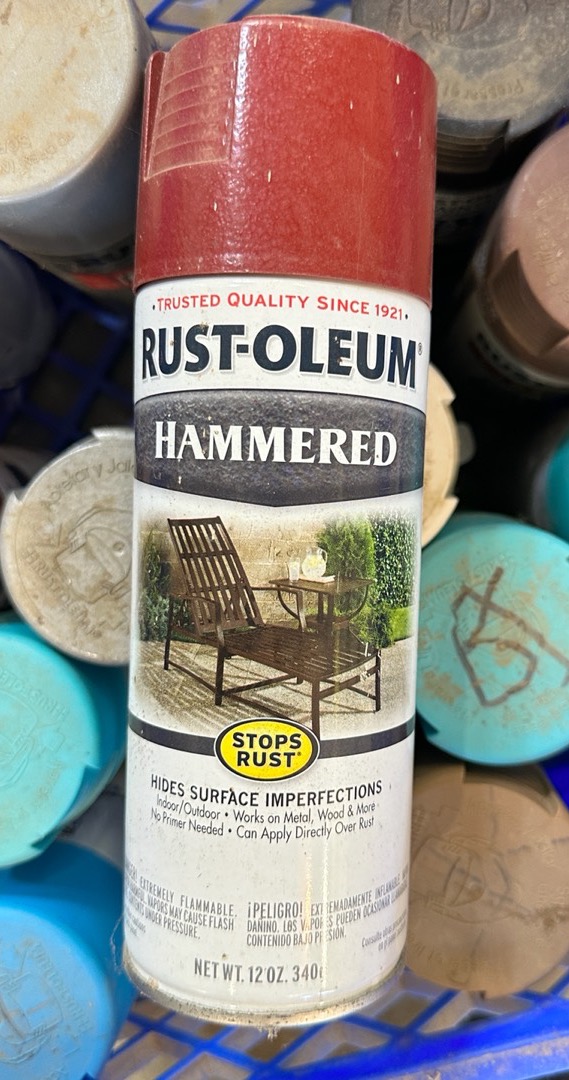 •TRUSTED QUALITY SINCE 1921•
RUST-OLEUM®
HAMMERED
STOPS
RUST®
HIDES SURFACE IMPERFECTIONS
Indoor/Outdoor • Works on Metal, Wood & More
No Primer Needed • Can Apply Directly Over Rust
EXTREMELY FLAMMABLE.
VAPORS MAY CAUSE FLASH
UNDER PRESSURE.
¡PELIGRO! EXTREMADAMENTE
DAÑINO. LOS VAPORES PUEDEN OCASIONAR
CONTENIDO BAJO PRESIÓN.
NET WT. 12 OZ. 340